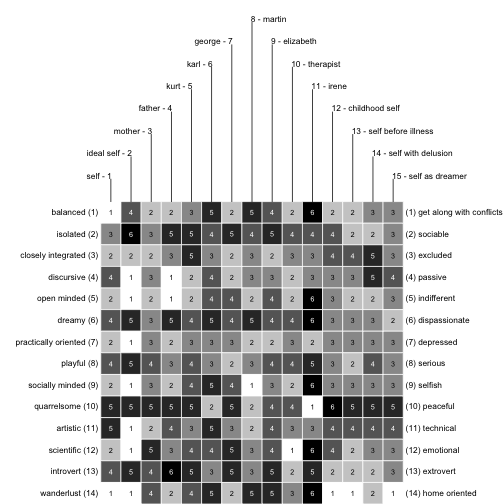 8 - martin
george - 7
9 - elizabeth
karl - 6
10 - therapist
kurt - 5
11 - irene
father - 4
12 - childhood self
mother - 3
13 - self before illness
ideal self - 2
14 - self with delusion
self - 1
15 - self as dreamer
balanced (1) 1 4 2 2 3 5 2 5 4 2 6 2 2 3 3 (1) get along with conflicts
isolated (2) 3 6 3 5 5 4 5 4 5 4 4 4 2 2 3 (2) sociable
closely integrated (3) 2 2 2 3 5 3 2 3 2 3 3 4 4 5 3 (3) excluded
discursive (4) 4 1 3 1 2 4 2 3 3 2 3 3 3 5 4 (4) passive
open minded (5) 2 1 2 1 2 4 4 2 4 2 6 3 2 2 3 (5) indifferent
dreamy (6) 4 5 3 5 4 5 4 5 4 4 6 3 3 3 2 (6) dispassionate
practically oriented (7) 2 1 3 2 2 3 2 3 2 2 3 3 3 3 3 (7) depressed
playful (8) 4 5 4 3 4 3 2 3 4 4 5 3 2 4 3 (8) serious
socially minded (9) 2 1 3 2 4 5 4 1 3 2 6 3 3 3 3 (9) selfish
quarrelsome (10) 5 5 5 5 5 2 5 2 4 4 1 6 5 5 5 (10) peaceful
artistic (11) 5 1 2 4 3 5 3 2 4 3 3 4 4 4 4 (11) technical
scientific (12) 2 1 5 3 4 4 5 3 4 1 6 4 2 3 2 (12) emotional
introvert (13) 4 5 4 6 5 3 5 3 5 2 5 2 2 2 3 (13) extrovert
wanderlust (14) 1 1 4 2 4 5 2 5 5 3 6 1 1 2 (14) home oriented